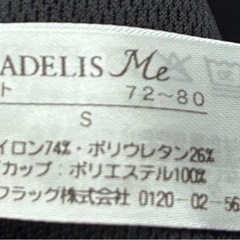 ADELIS Me
ト 72~80
S
イロン74%・ポリウレタン26%
カップ:ポリエステル100%
フラッグ株式会社 0120-02-56